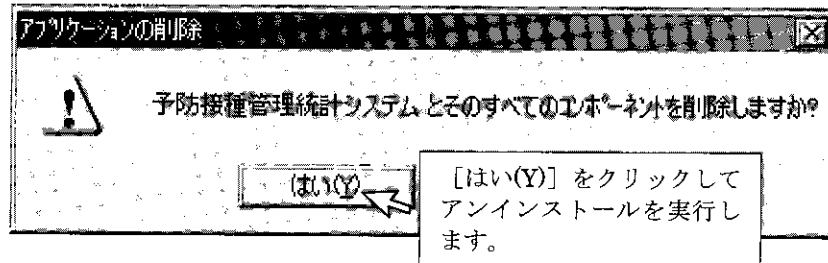 アプリケーションの削除
予防接種管理統計システム とそのすべてのコンポーネントを削除しますか?
はい(Y)
［はい(Y)］をクリックして
アンインストールを実行し
ます。